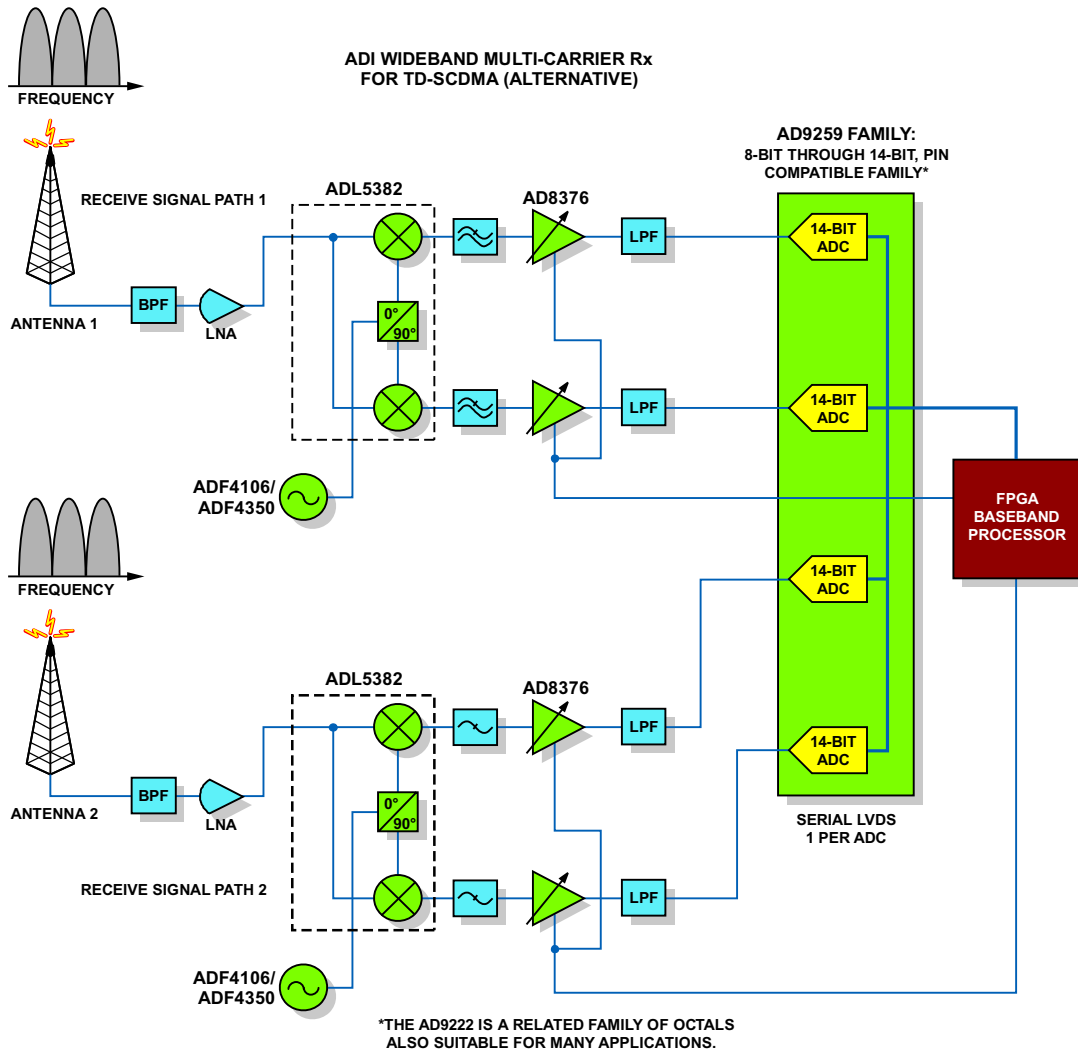 ADI WIDEBAND MULTI-CARRIER Rx
FOR TD-SCDMA (ALTERNATIVE)
FREQUENCY
AD9259 FAMILY:
8-BIT THROUGH 14-BIT, PIN
COMPATIBLE FAMILY*
RECEIVE SIGNAL PATH 1
ADL5382
AD8376
LPF
14-BIT
ADC
BPF
LNA
ANTENNA 1
0°
90°
LPF
14-BIT
ADC
ADF4106/
ADF4350
FPGA
BASEBAND
PROCESSOR
FREQUENCY
14-BIT
ADC
ADL5382
AD8376
LPF
14-BIT
ADC
BPF
LNA
ANTENNA 2
0°
90°
SERIAL LVDS
1 PER ADC
RECEIVE SIGNAL PATH 2
LPF
ADF4106/
ADF4350
*THE AD9222 IS A RELATED FAMILY OF OCTALS
ALSO SUITABLE FOR MANY APPLICATIONS.